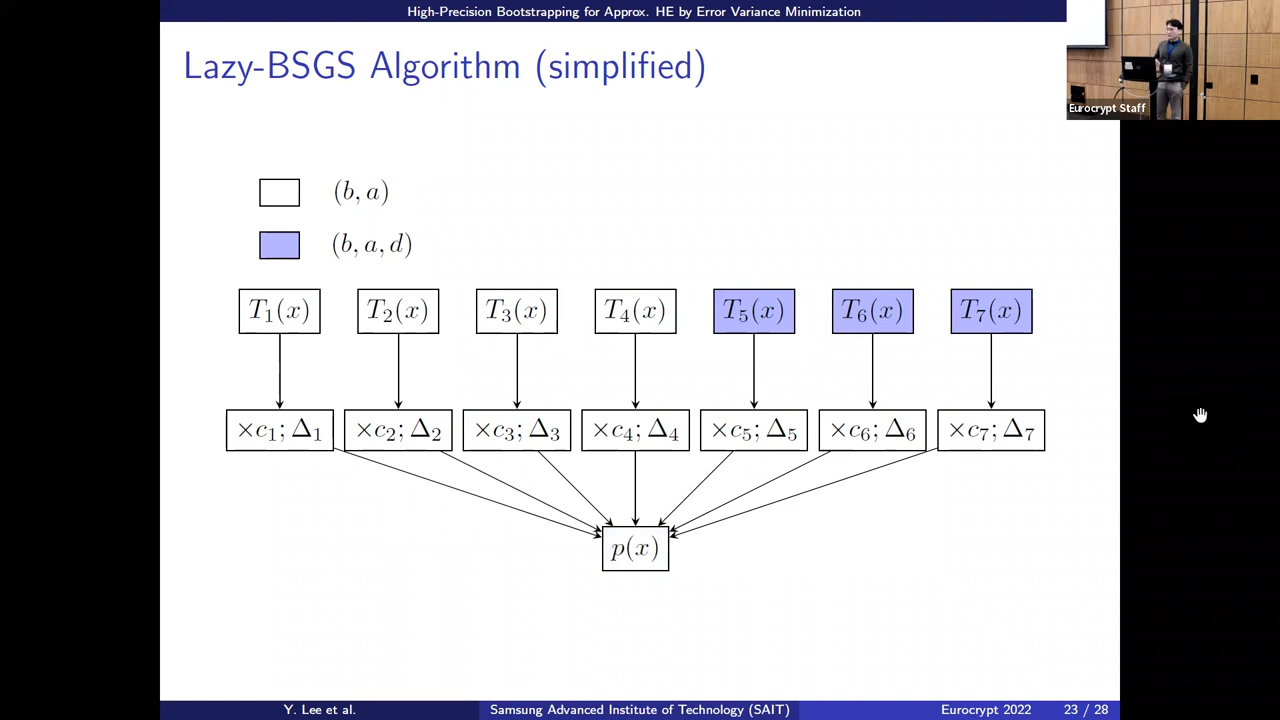 High-Precision Bootstrapping for Approx. HE by Error Variance Minimization
Lazy-BSGS Algorithm (simplified)
Eurocrypt Staff
(b, a)
(b, a, d)
T₁(x) T₂(x) T₃(x) T₄(x) T₅(x) T₆(x) T₇(x)
×c₁; Δ₁ ×c₂; Δ₂ ×c₃; Δ₃ ×c₄; Δ₄ ×c₅; Δ₅ ×c₆; Δ₆ ×c₇; Δ₇
p(x)
Y. Lee et al. Samsung Advanced Institute of Technology (SAIT) Eurocrypt 2022 23 / 28